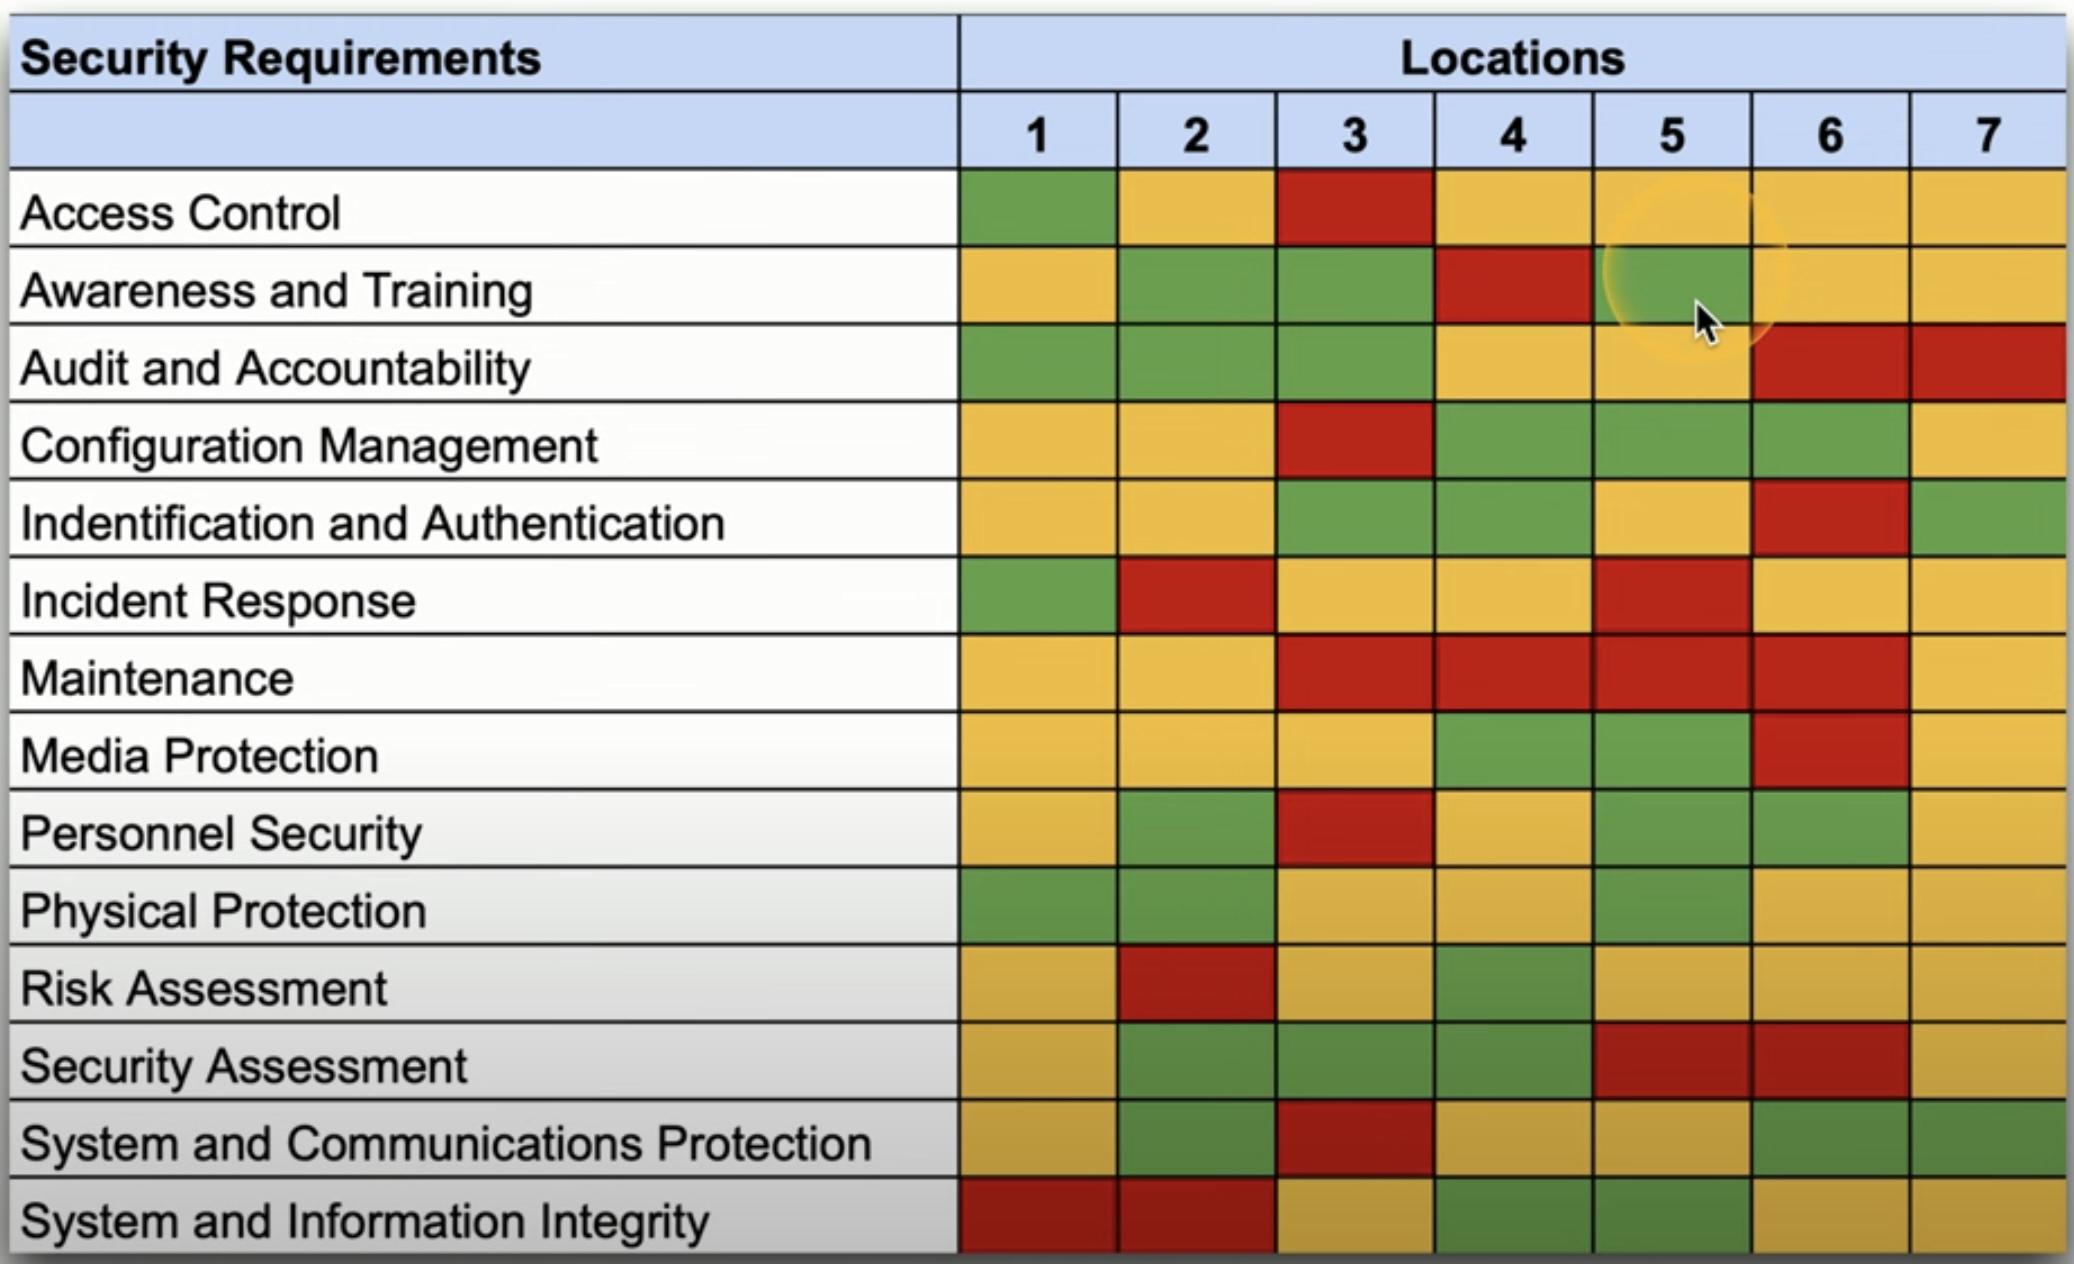 Security Requirements Locations
1 2 3 4 5 6 7
Access Control
Awareness and Training
Audit and Accountability
Configuration Management
Indentification and Authentication
Incident Response
Maintenance
Media Protection
Personnel Security
Physical Protection
Risk Assessment
Security Assessment
System and Communications Protection
System and Information Integrity